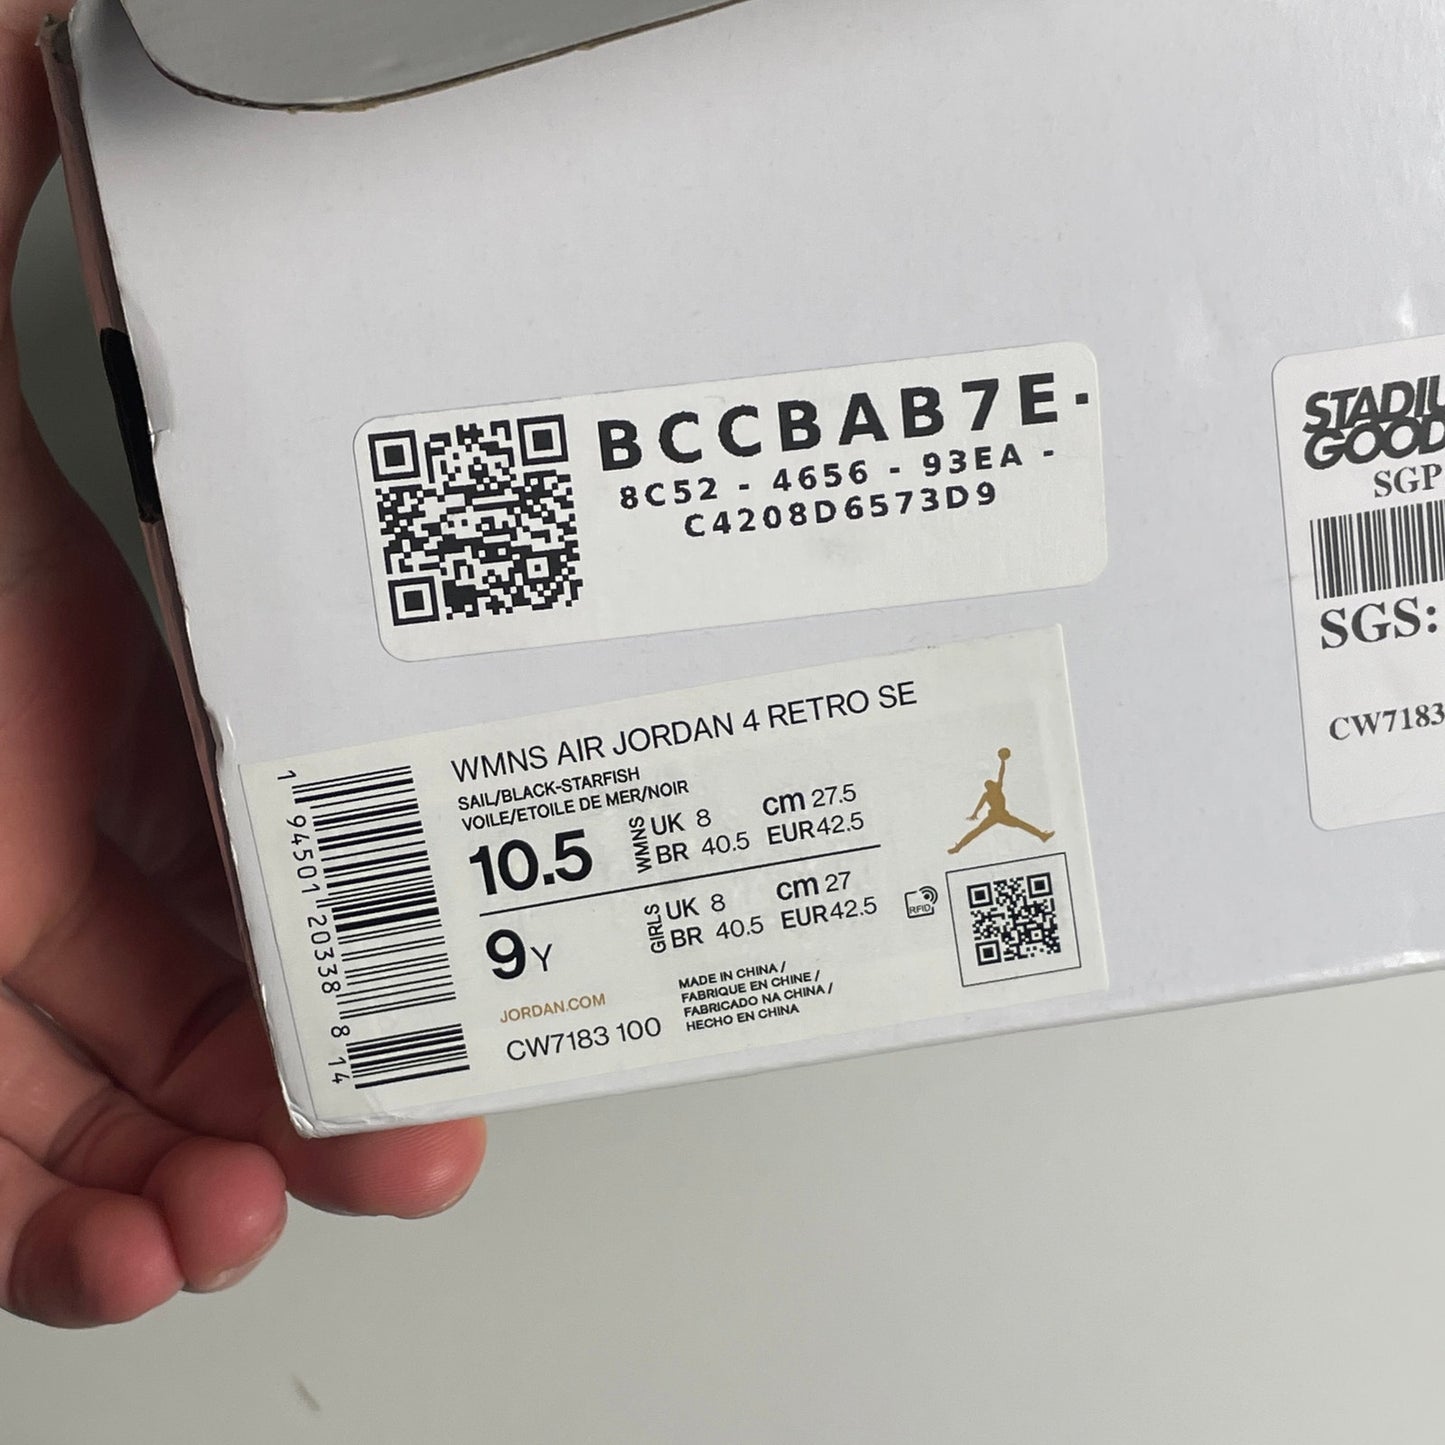 BCCBAB7E-
8C52 - 4656 - 93EA -
C4208D6573D9
STADIU
GOOD
SGP
SGS:
CW7183
WMNS AIR JORDAN 4 RETRO SE
SAIL/BLACK-STARFISH
VOILE/ETOILE DE MER/NOIR
10.5
WMNS
UK 8
cm 27.5
BR 40.5
EUR 42.5
9Y
GIRLS
UK 8
cm 27
BR 40.5
EUR 42.5
RFID
JORDAN.COM
CW7183 100
MADE IN CHINA /
FABRIQUE EN CHINE /
FABRICADO NA CHINA /
HECHO EN CHINA
1 94501 20338 8 14